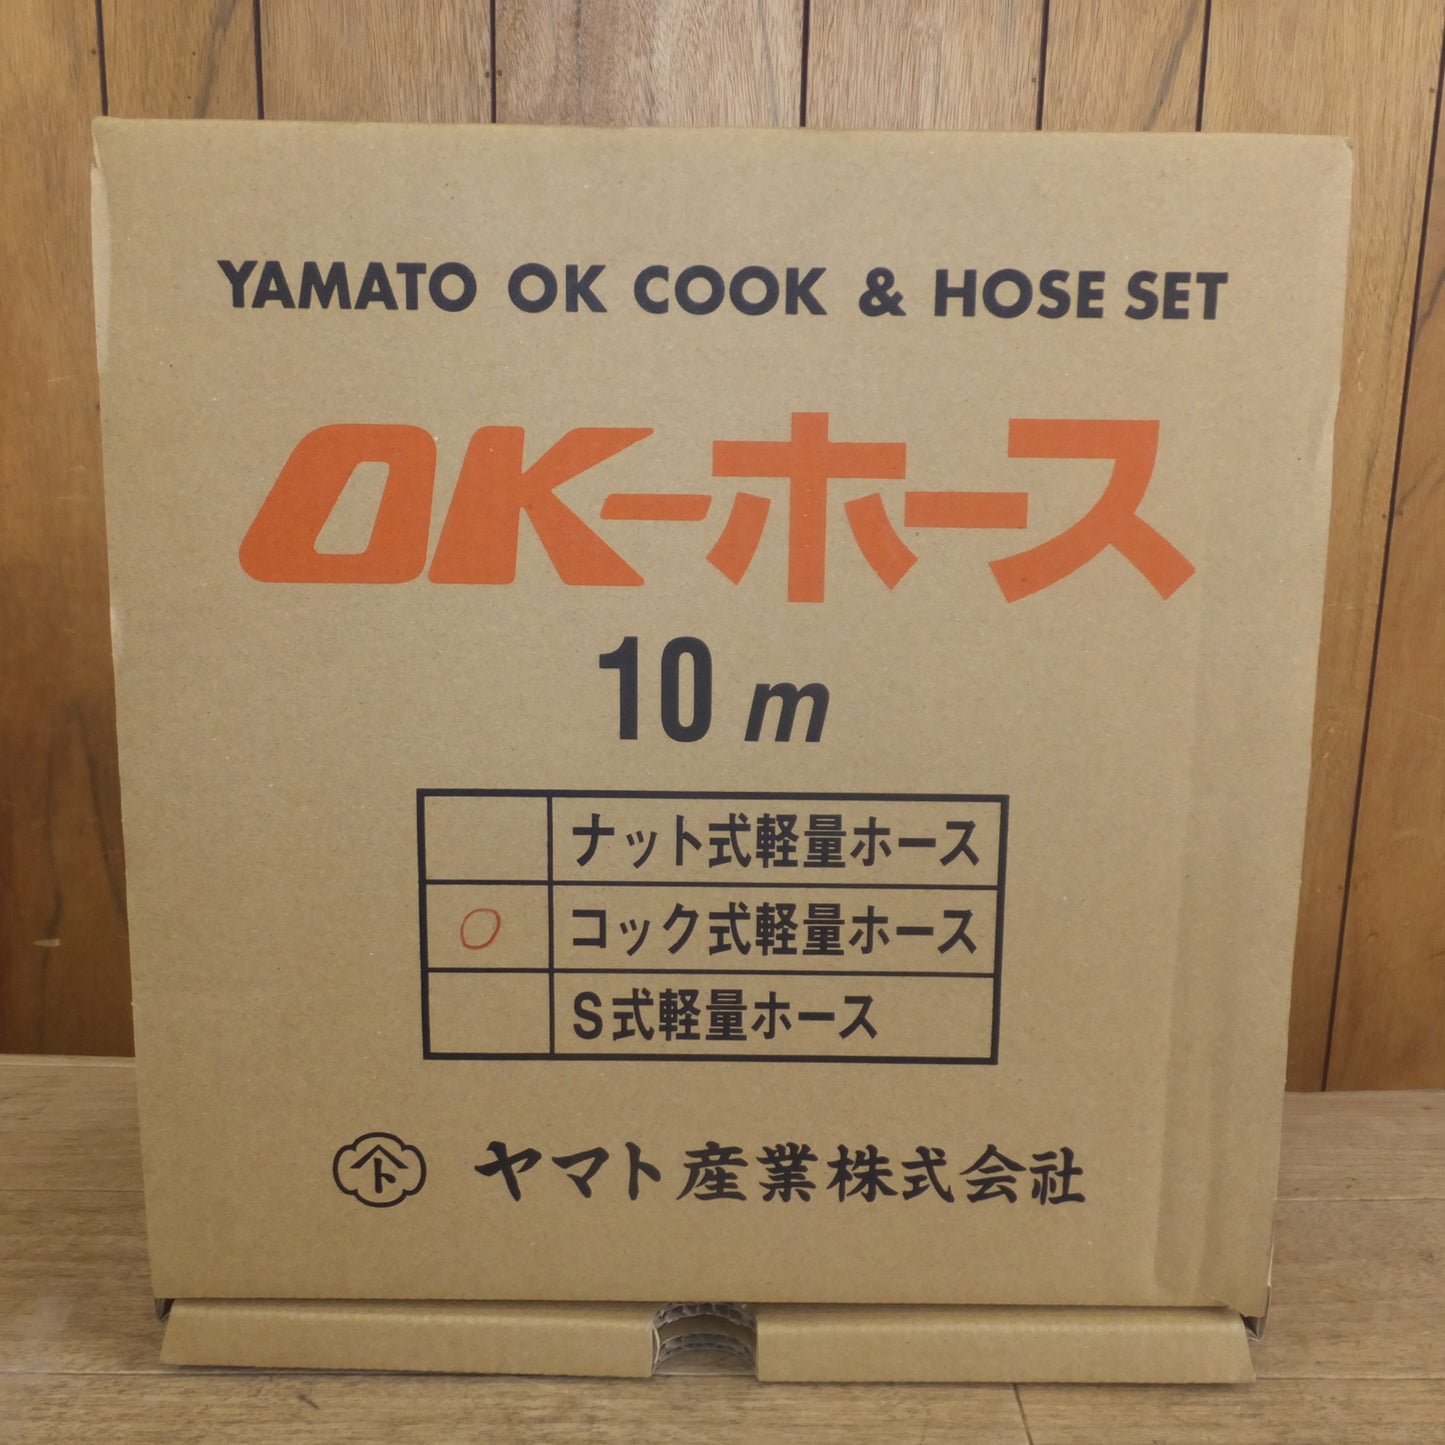 YAMATO OK COOK & HOSE SET
OK-ホース
10 m
ナット式軽量ホース
コック式軽量ホース
S式軽量ホース
ヤマト産業株式会社